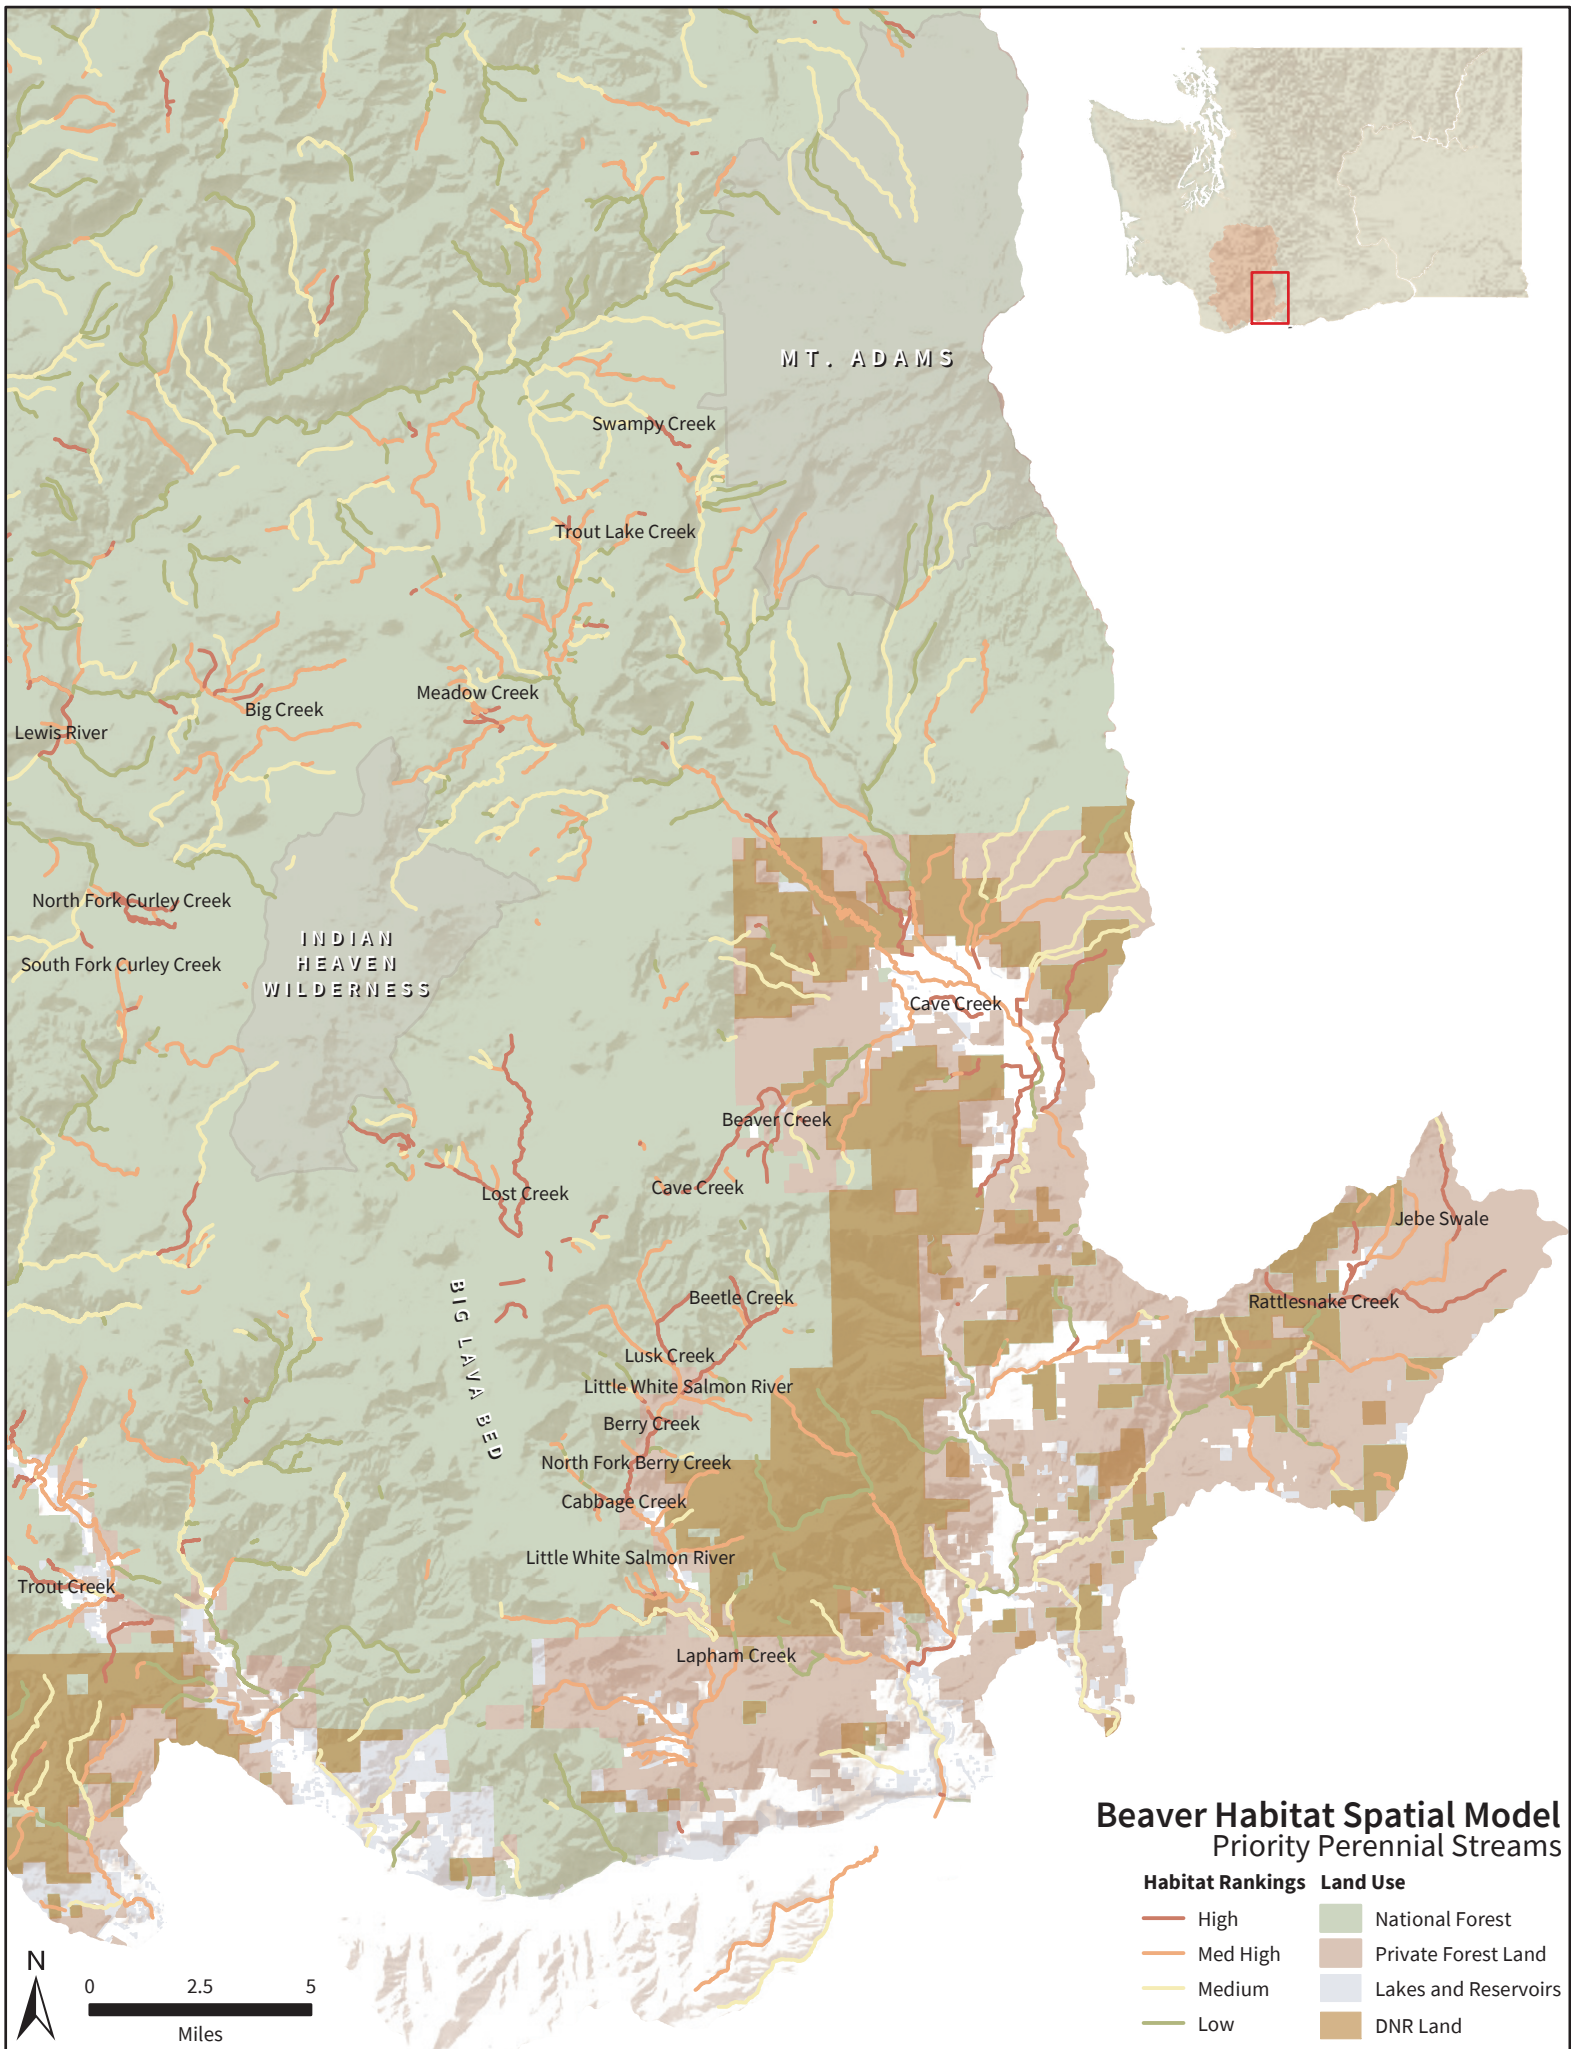 MT. ADAMS
Swampy Creek
Trout Lake Creek
Meadow Creek
Big Creek
Lewis River
North Fork Curley Creek
INDIAN
HEAVEN
WILDERNESS
South Fork Curley Creek
Cave Creek
Beaver Creek
Cave Creek
Lost Creek
Jebe Swale
BIG LAVA BED
Beetle Creek
Rattlesnake Creek
Lusk Creek
Little White Salmon River
Berry Creek
North Fork Berry Creek
Cabbage Creek
Little White Salmon River
Trout Creek
Lapham Creek
Beaver Habitat Spatial Model
Priority Perennial Streams
Habitat Rankings
High
Med High
Medium
Low
Land Use
National Forest
Private Forest Land
Lakes and Reservoirs
DNR Land
N
0 2.5 5
Miles